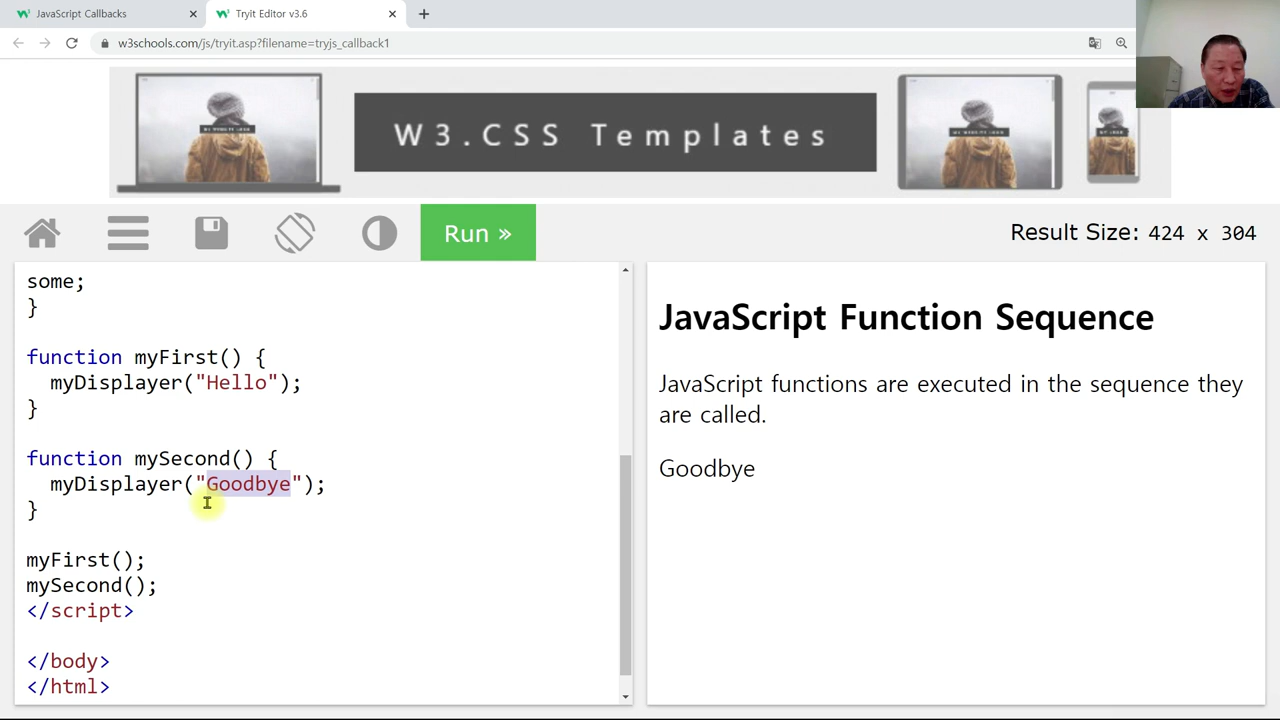 JavaScript Callbacks
Tryit Editor v3.6
w3schools.com/js/tryit.asp?filename=tryjs_callback1
W3.CSS Templates
Run »
Result Size: 424 x 304
some;
}
function myFirst() {
myDisplayer("Hello");
}
function mySecond() {
myDisplayer("Goodbye");
}
myFirst();
mySecond();
</script>
</body>
</html>
JavaScript Function Sequence
JavaScript functions are executed in the sequence they
are called.
Goodbye